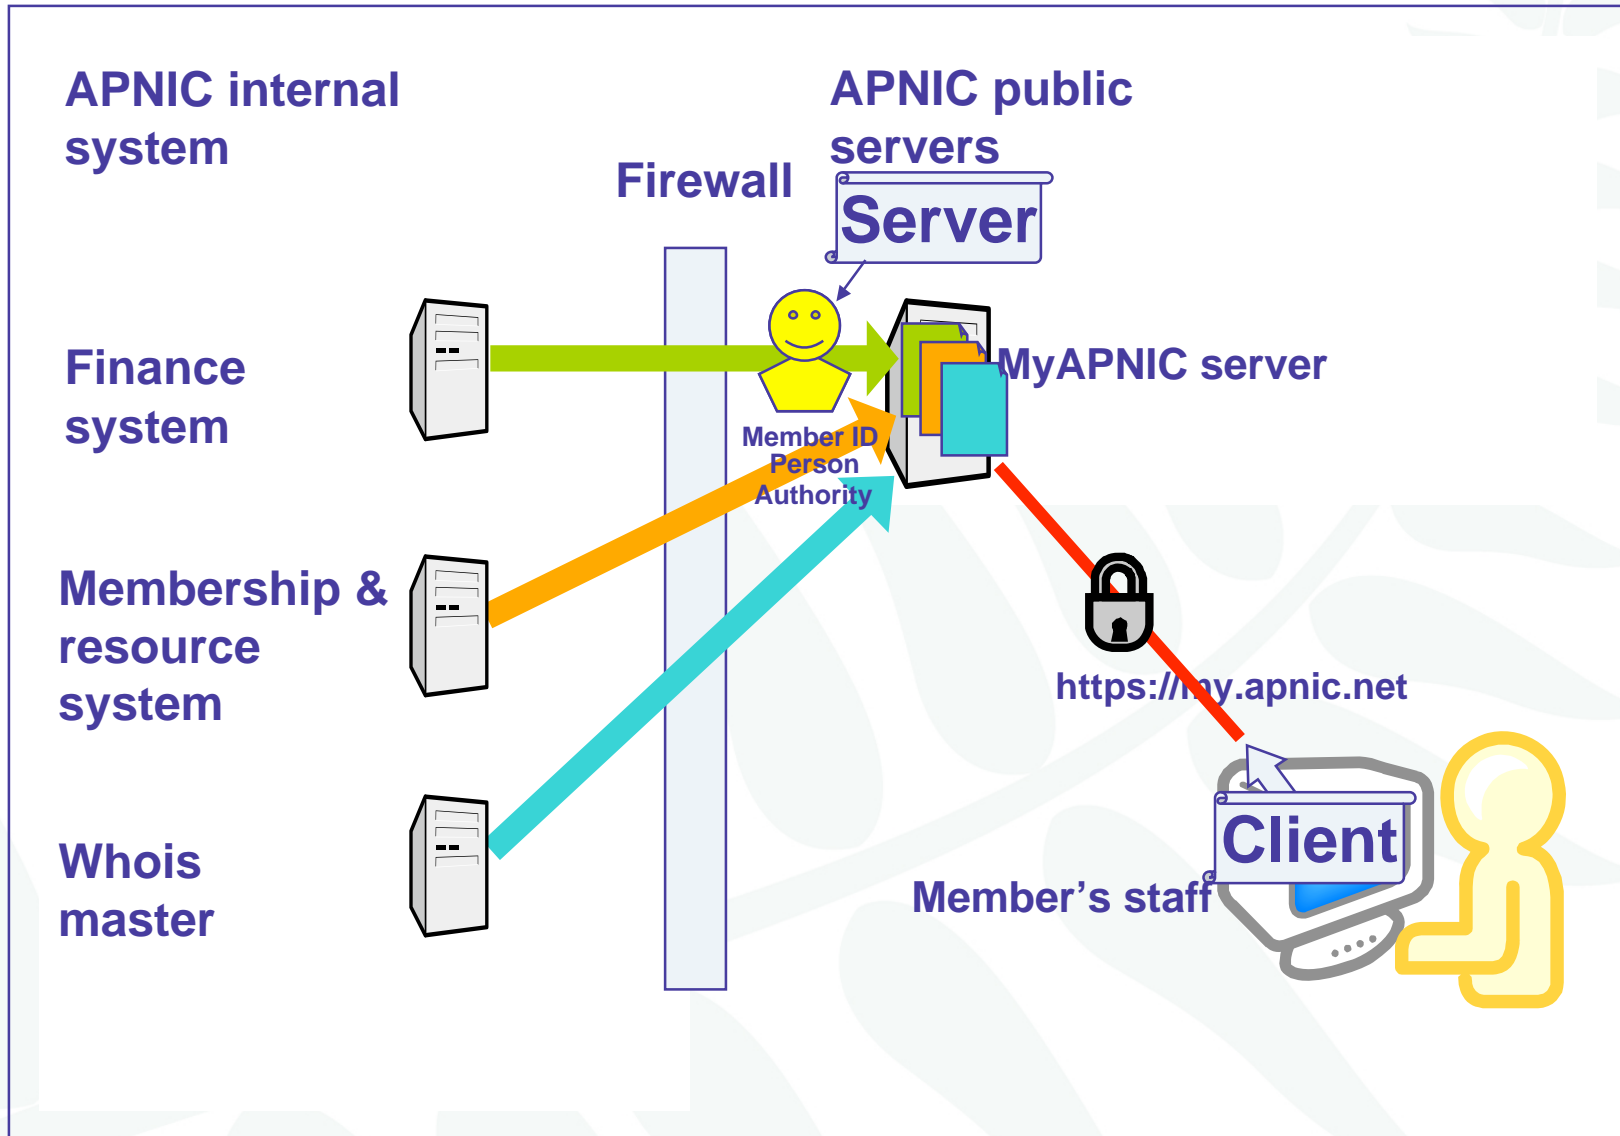 APNIC internal
system
APNIC public
servers
Firewall
Server
Finance
system
MyAPNIC server
Member ID
Person
Authority
Membership &
resource
system
https://my.apnic.net
Whois
master
Client
Member’s staff